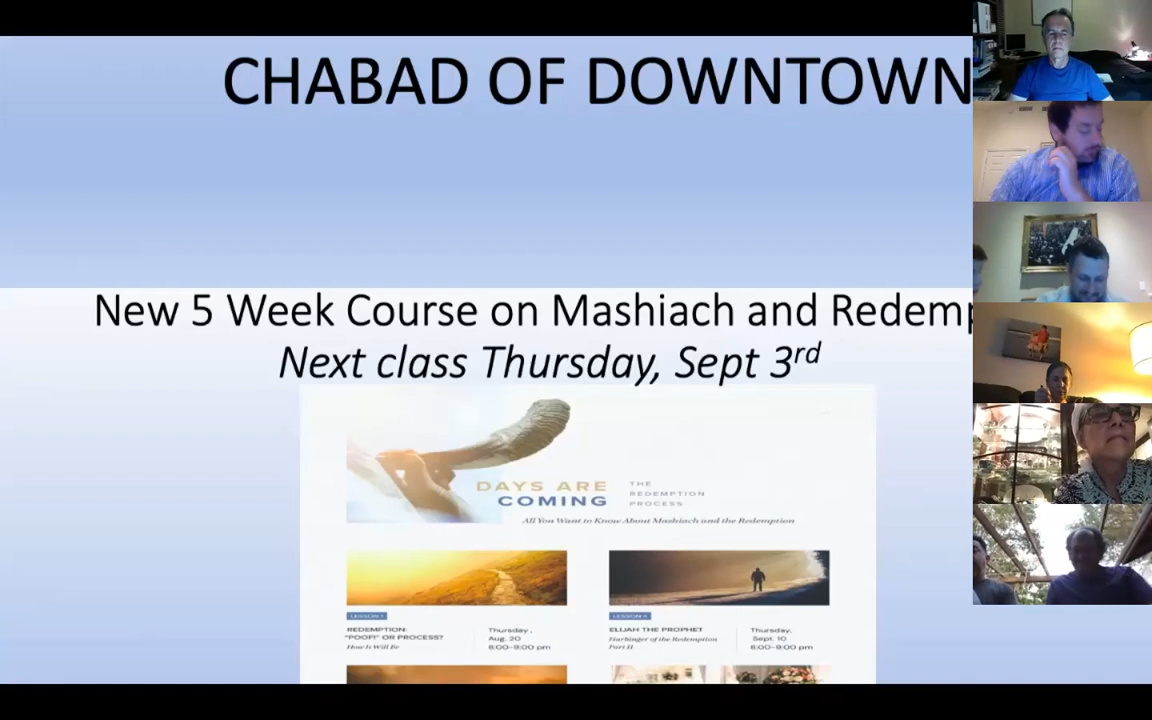 CHABAD OF DOWNTOWN
New 5 Week Course on Mashiach and Redemp
Next class Thursday, Sept 3rd
DAYS ARE
COMING
THE
REDEMPTION
PROCESS
All You Want to Know About Mashiach and the Redemption
LESSON 1
REDEMPTION:
"POOF!" OR PROCESS?
How It Will Be
Thursday,
Aug. 20
8:00-9:00 pm
ELIJAH THE PROPHET
Harbinger of the Redemption
Part II
Thursday,
Sept. 10
8:00-9:00 pm